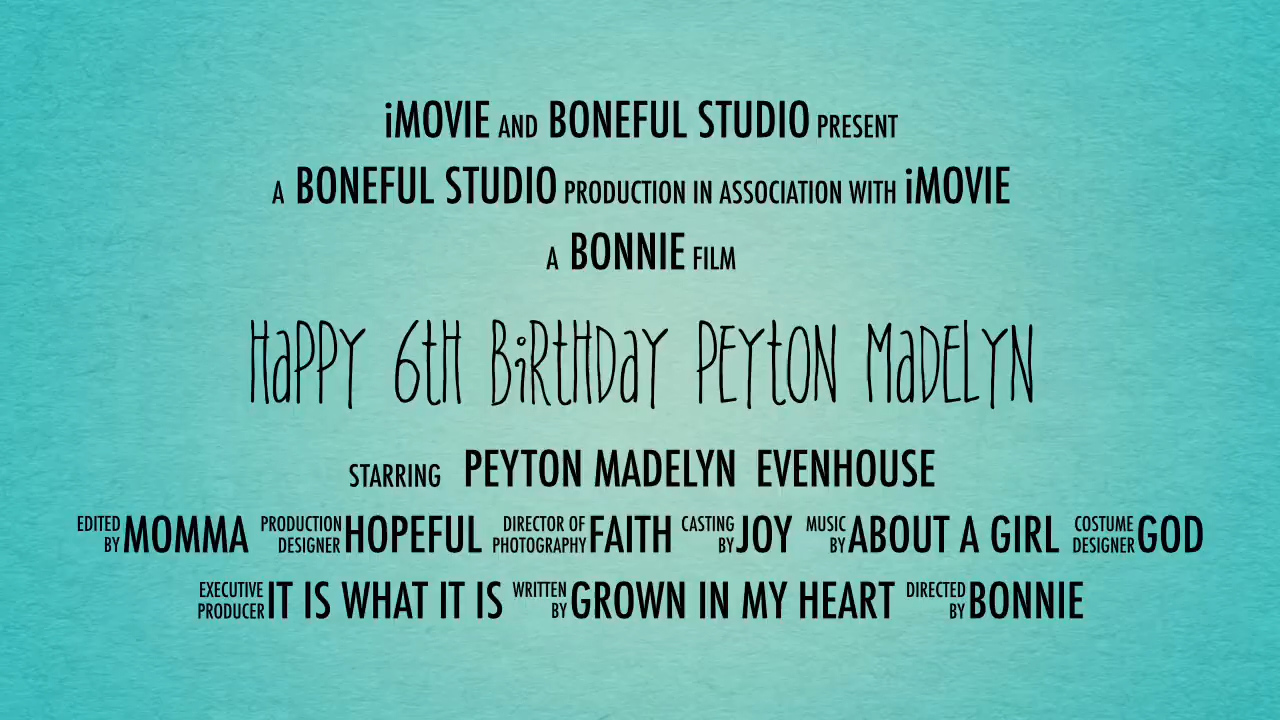 iMOVIE AND BONEFUL STUDIO PRESENT
A BONEFUL STUDIO PRODUCTION IN ASSOCIATION WITH iMOVIE
A BONNIE FILM
HaPPY 6tH BiRtHDaY PEYtON MaDELYN
STARRING PEYTON MADELYN EVENHOUSE
EDITED BY MOMMA PRODUCTION DESIGNER HOPEFUL DIRECTOR OF PHOTOGRAPHY FAITH CASTING BY JOY MUSIC BY ABOUT A GIRL COSTUME DESIGNER GOD
EXECUTIVE PRODUCER IT IS WHAT IT IS WRITTEN BY GROWN IN MY HEART DIRECTED BY BONNIE